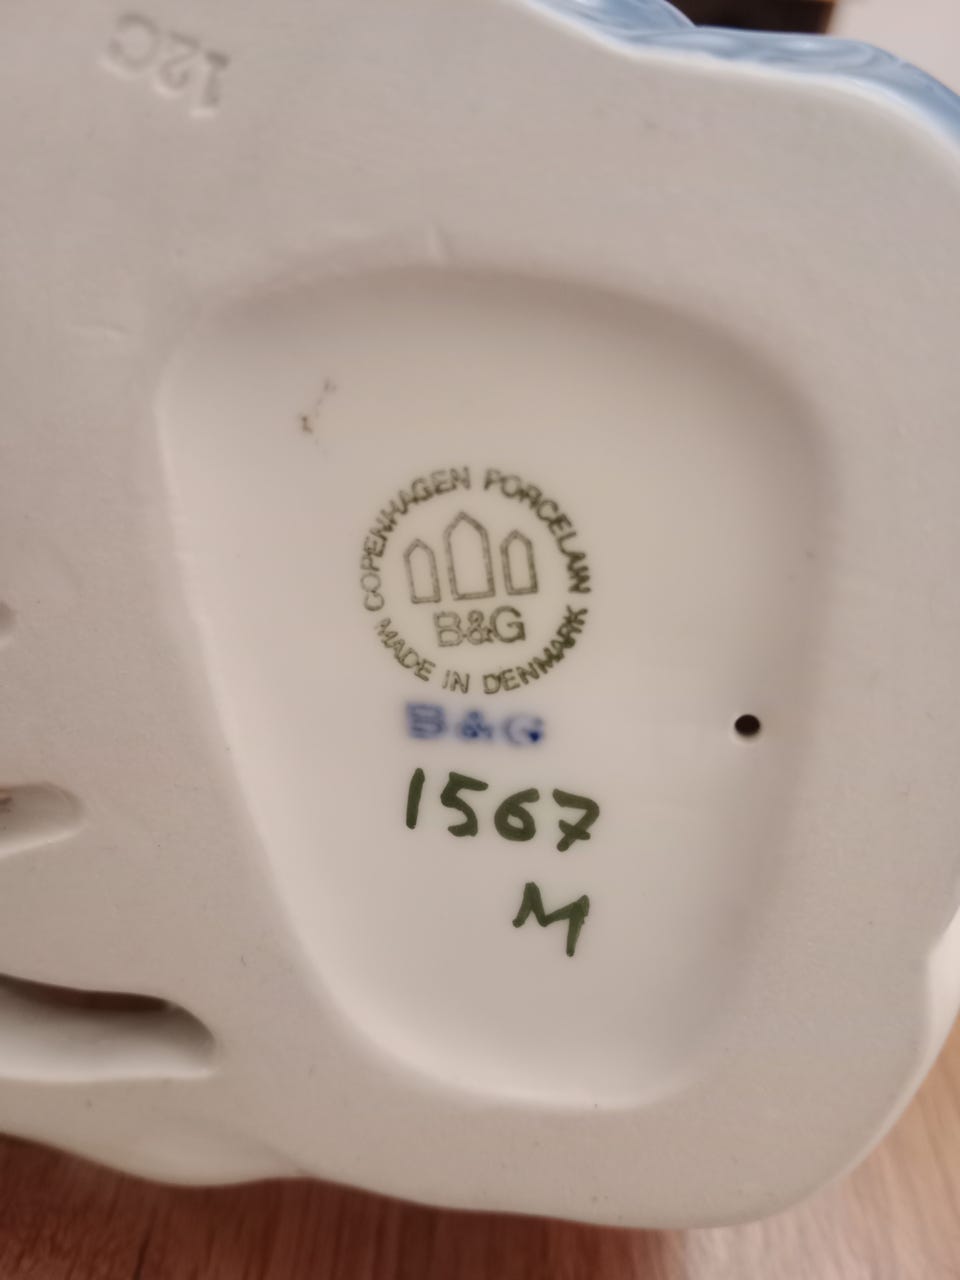 12C
COPENHAGEN PORCELAIN
B&G
MADE IN DENMARK
B&G
1567
M